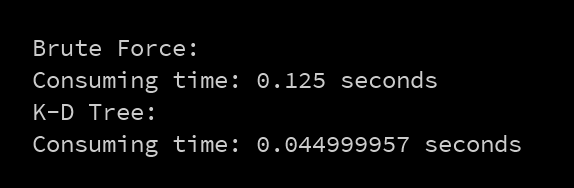 Brute Force:
Consuming time: 0.125 seconds
K-D Tree:
Consuming time: 0.044999957 seconds